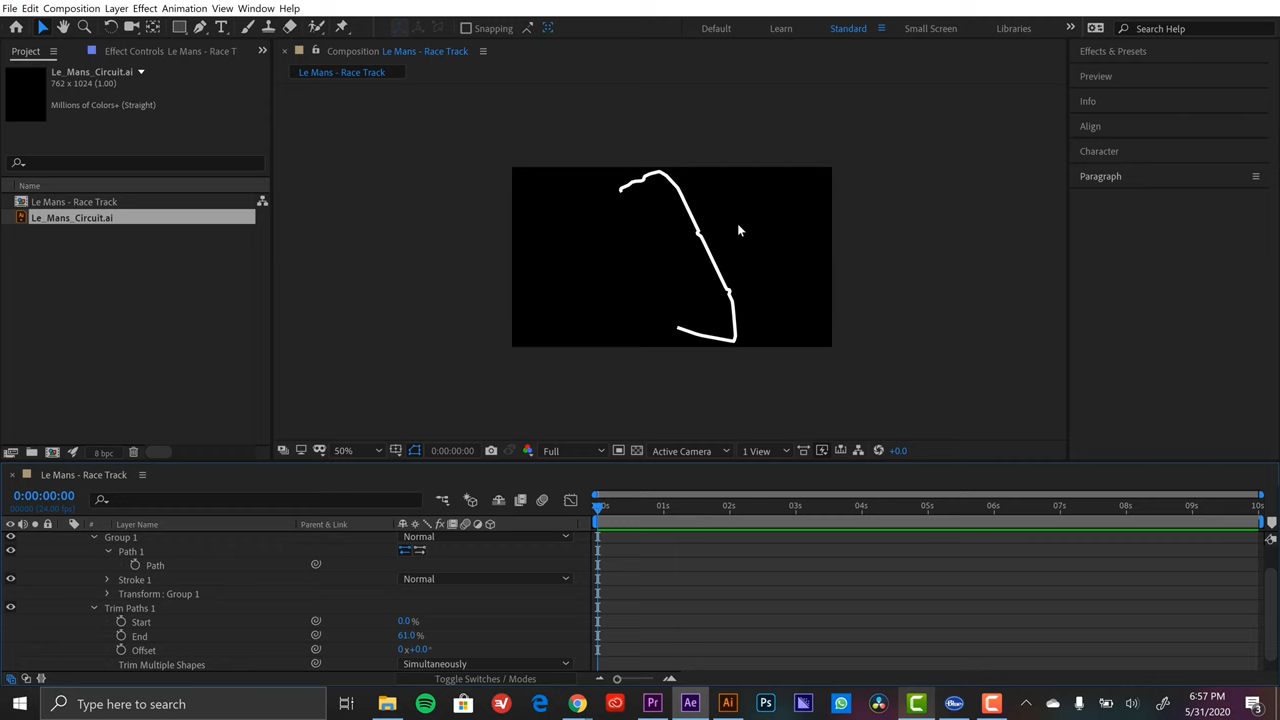 File Edit Composition Layer Effect Animation View Window Help
Snapping
Default
Learn
Standard
Small Screen
Libraries
Search Help
Project
Effect Controls Le Mans - Race T
Composition Le Mans - Race Track
Effects & Presets
Le_Mans_Circuit.ai
762 x 1024 (1.00)
Millions of Colors+ (Straight)
Le Mans - Race Track
Preview
Info
Align
Character
Paragraph
Name
Le Mans - Race Track
Le_Mans_Circuit.ai
8 bpc
50%
0:00:00:00
Full
Active Camera
1 View
+0.0
Le Mans - Race Track
0:00:00:00
00000 (24.00 fps)
# Layer Name
Parent & Link
01s 02s 03s 04s 05s 06s 07s 08s 09s 10s
Group 1
Normal
Path 1
Path
Stroke 1
Normal
Transform : Group 1
Trim Paths 1
Start
0.0 %
End
61.0 %
Offset
0 x +0.0 °
Trim Multiple Shapes
Simultaneously
Toggle Switches / Modes
Type here to search
6:57 PM
5/31/2020